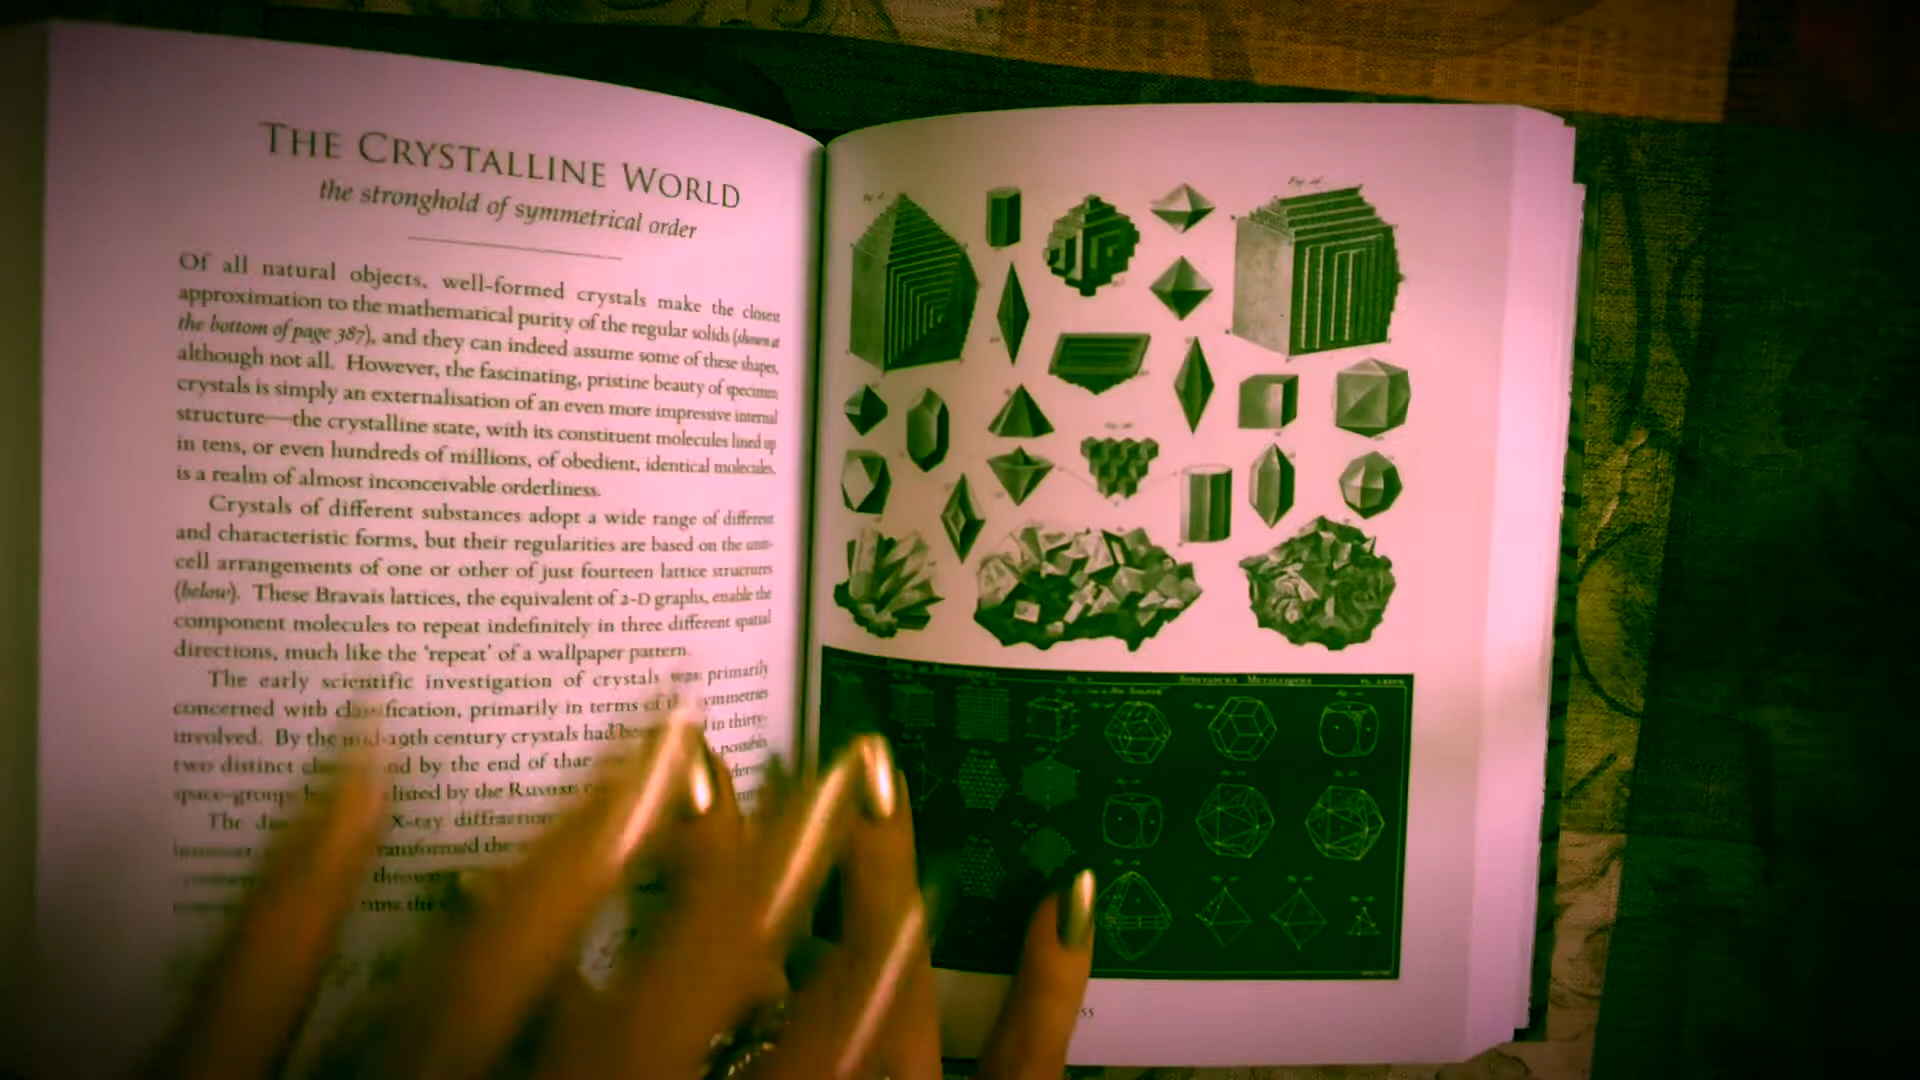 THE CRYSTALLINE WORLD
the stronghold of symmetrical order
Of all natural objects, well-formed crystals make the closest
approximation to the mathematical purity of the regular solids (shown at
the bottom of page 387), and they can indeed assume some of these shapes,
although not all. However, the fascinating, pristine beauty of specimen
crystals is simply an externalisation of an even more impressive internal
structure—the crystalline state, with its constituent molecules lined up
in tens, or even hundreds of millions, of obedient, identical molecules,
is a realm of almost inconceivable orderliness.
Crystals of different substances adopt a wide range of different
and characteristic forms, but their regularities are based on the unit-
cell arrangements of one or other of just fourteen lattice structures
(below). These Bravais lattices, the equivalent of 2-D graphs, enable the
component molecules to repeat indefinitely in three different spatial
directions, much like the 'repeat' of a wallpaper pattern.
The early scientific investigation of crystals was primarily
concerned with classification, primarily in terms of symmetries
involved. By the mid-19th century crystals had in thirty-
two distinct and by the end of that possible
space-groups listed by the
The X-ray diffraction
transformed the
thrown
the